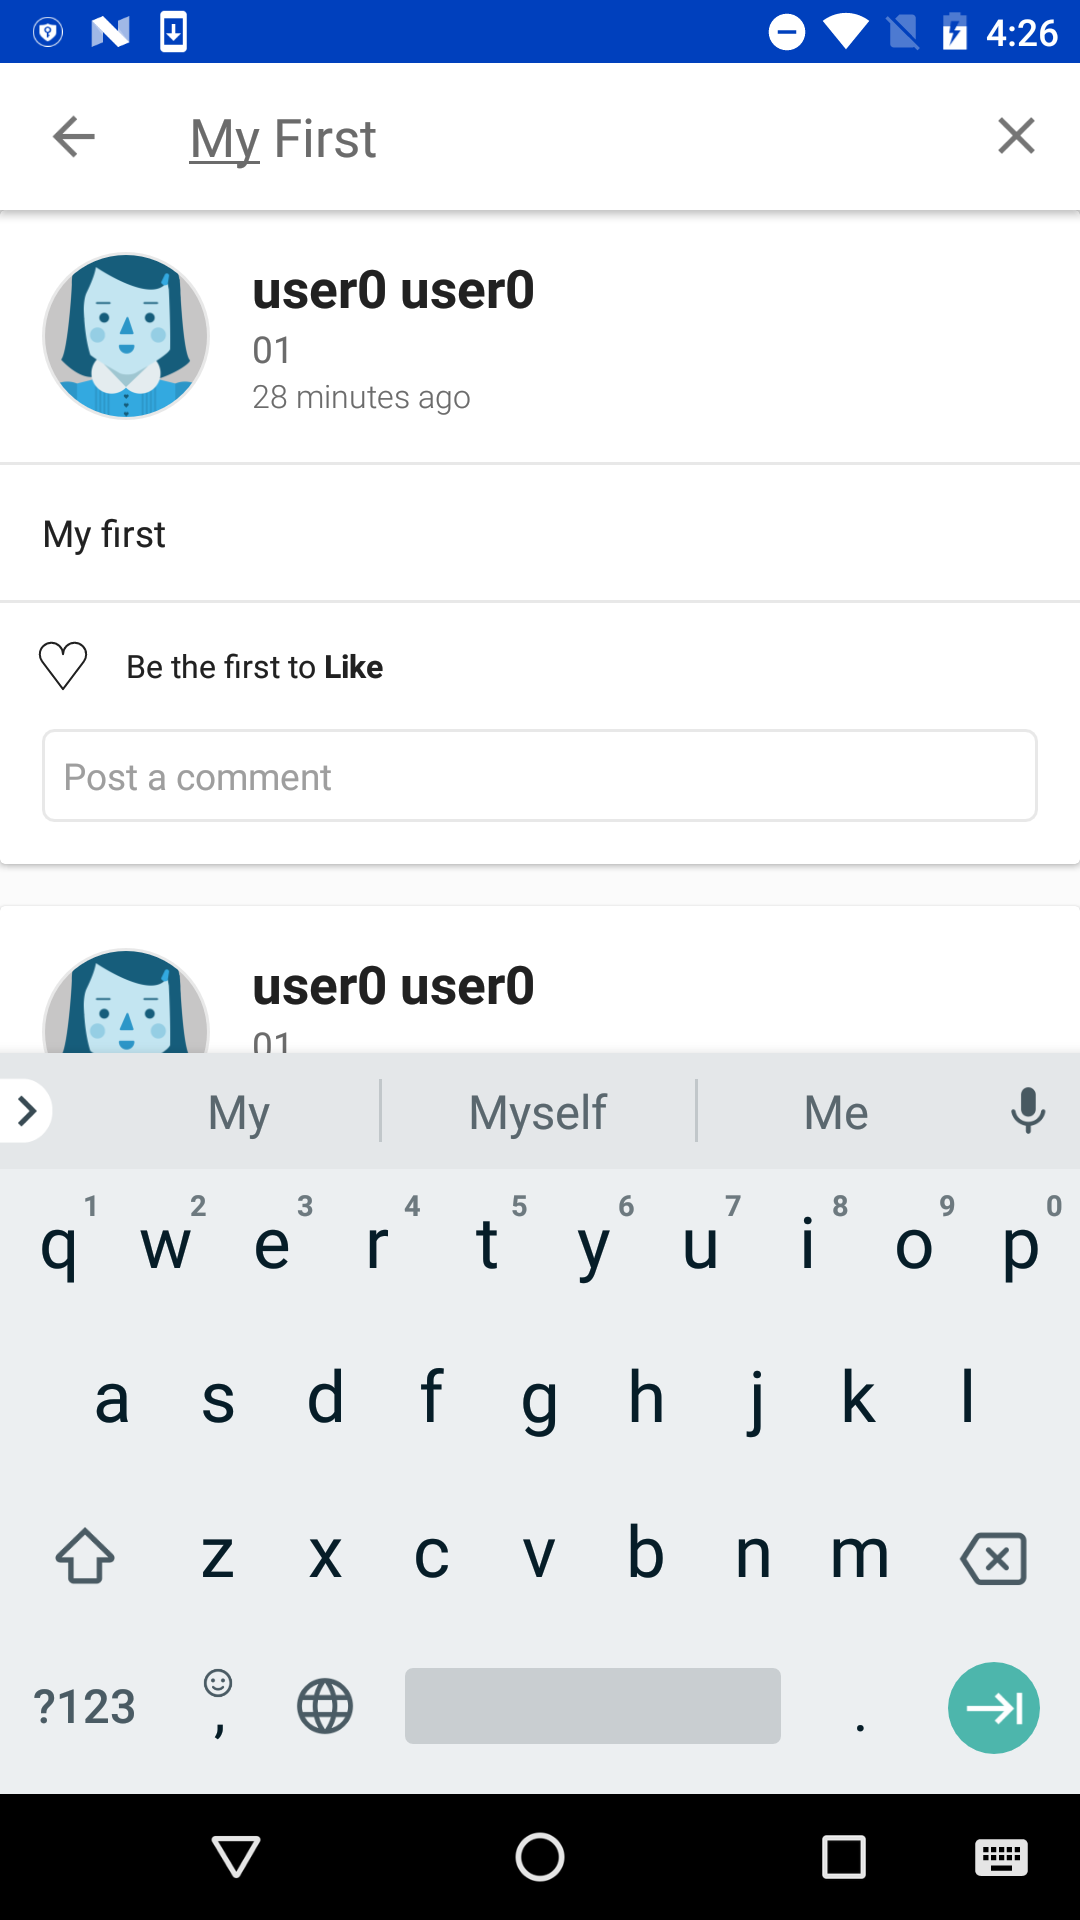 4:26
My First
user0 user0
01
28 minutes ago
My first
Be the first to Like
Post a comment
user0 user0
01
My Myself Me
1 2 3 4 5 6 7 8 9 0
q w e r t y u i o p
a s d f g h j k l
z x c v b n m
?123 , .